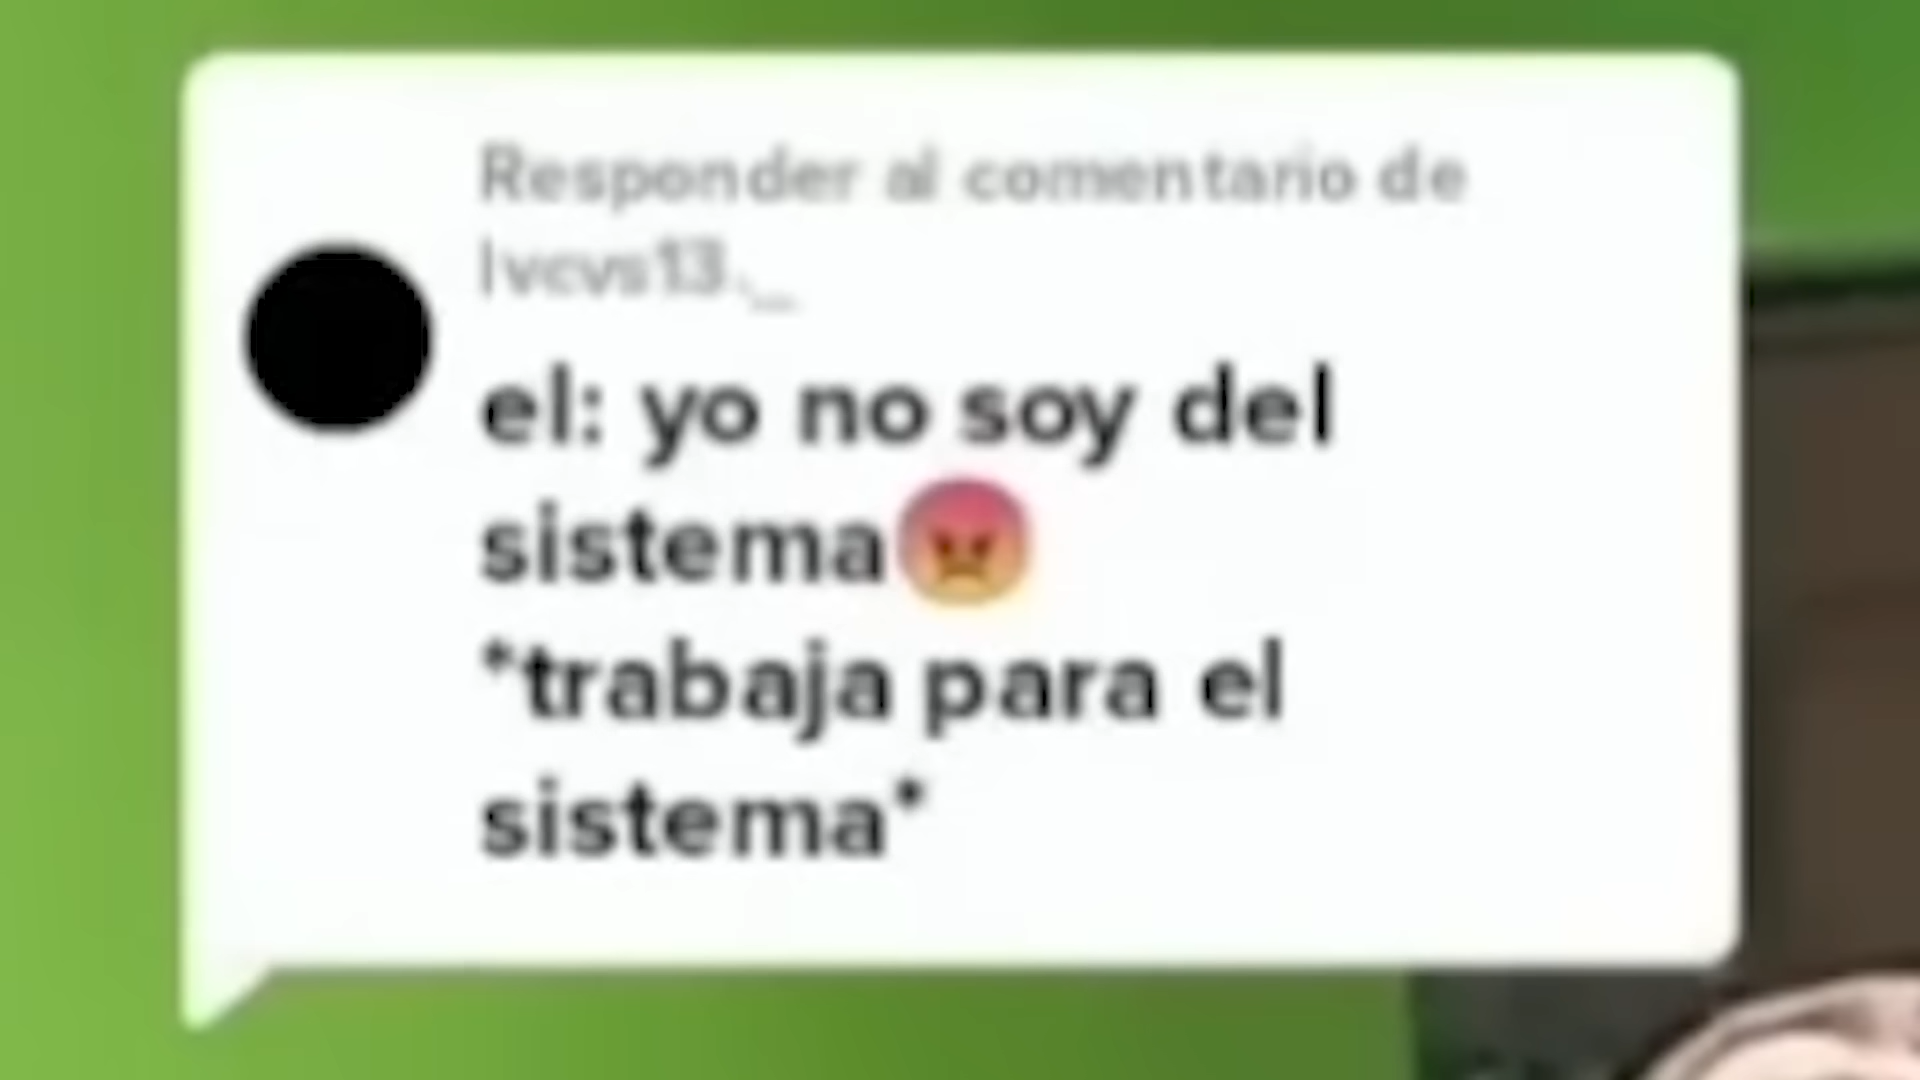 Responder al comentario de
lvcvs13._
el: yo no soy del
sistema😡
*trabaja para el
sistema*